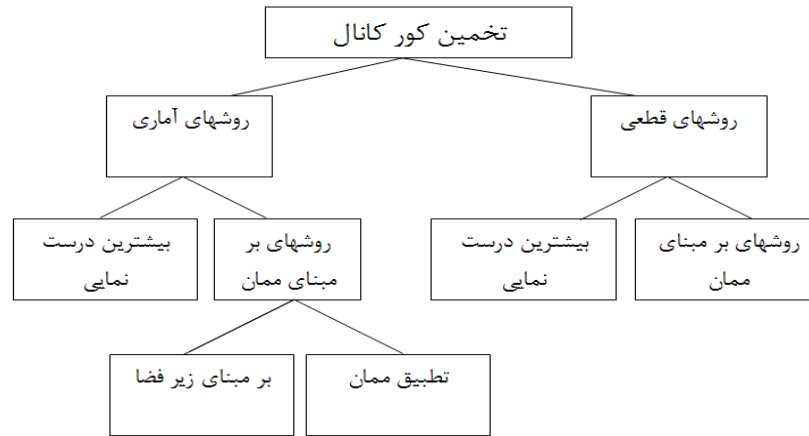 تخمین کور کانال
روشهای قطعی
روشهای آماری
روشهای بر مبنای
ممان
بیشترین درست
نمایی
روشهای بر
مبنای ممان
بیشترین درست
نمایی
تطبیق ممان
بر مبنای زیر فضا